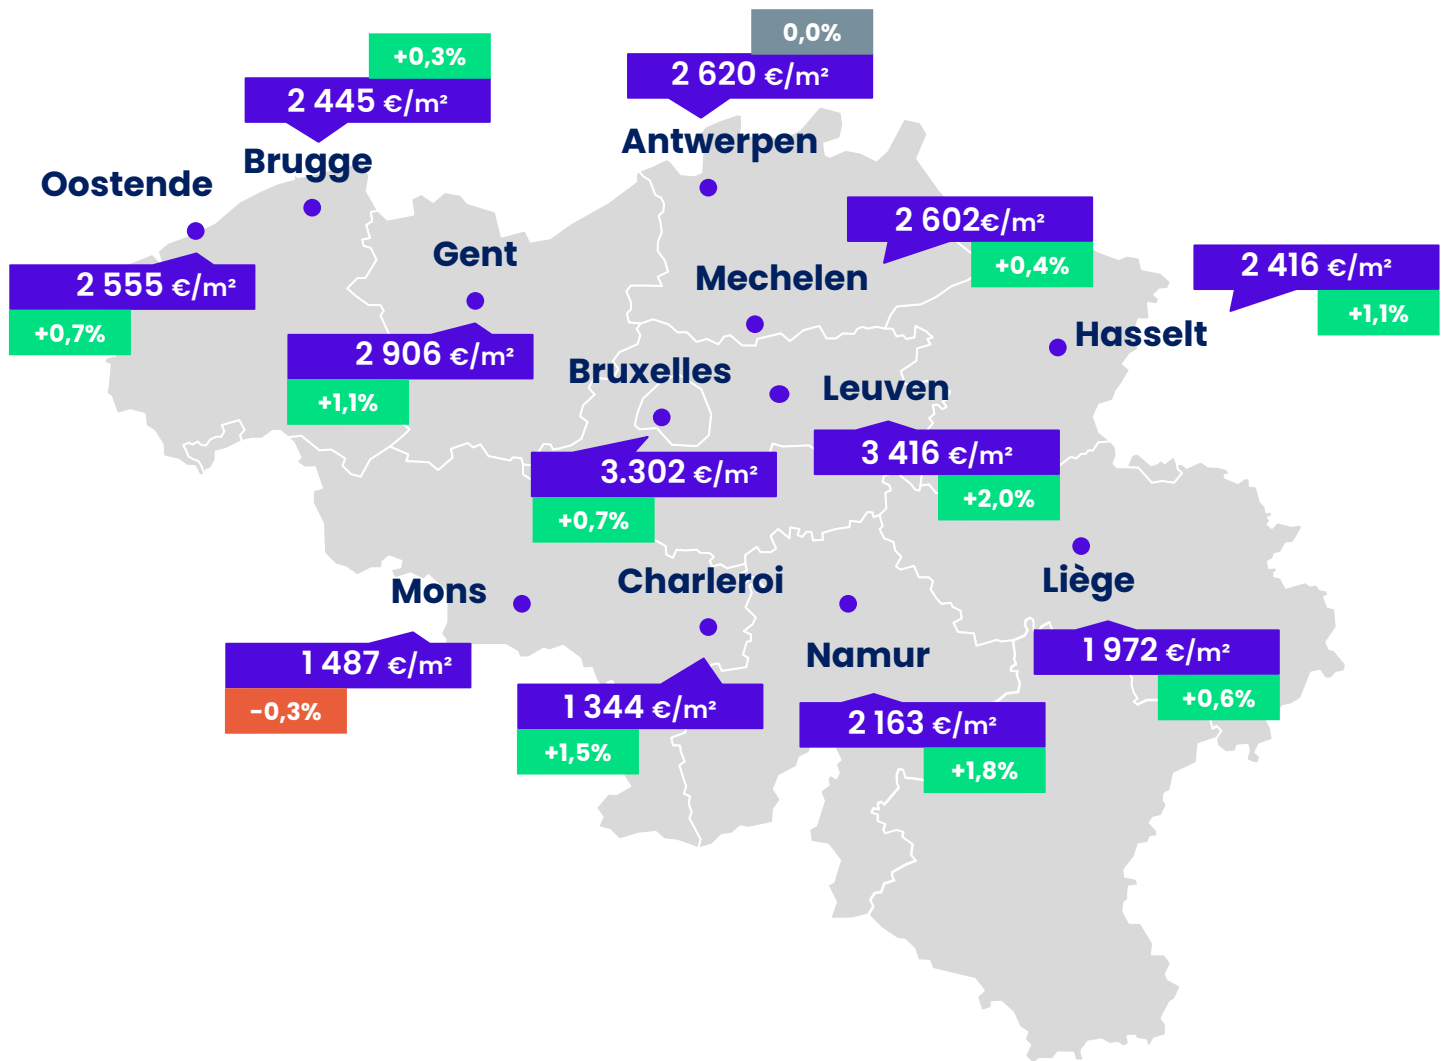 0,0%
+0,3%
2 620 €/m²
2 445 €/m²
Antwerpen
Brugge
Oostende
2 602€/m²
+0,4%
Gent
2 416 €/m²
+1,1%
Mechelen
2 555 €/m²
+0,7%
Hasselt
2 906 €/m²
+1,1%
Bruxelles
Leuven
3 416 €/m²
+2,0%
3.302 €/m²
+0,7%
Mons
Charleroi
Liège
1 487 €/m²
-0,3%
Namur
1 972 €/m²
+0,6%
1 344 €/m²
+1,5%
2 163 €/m²
+1,8%